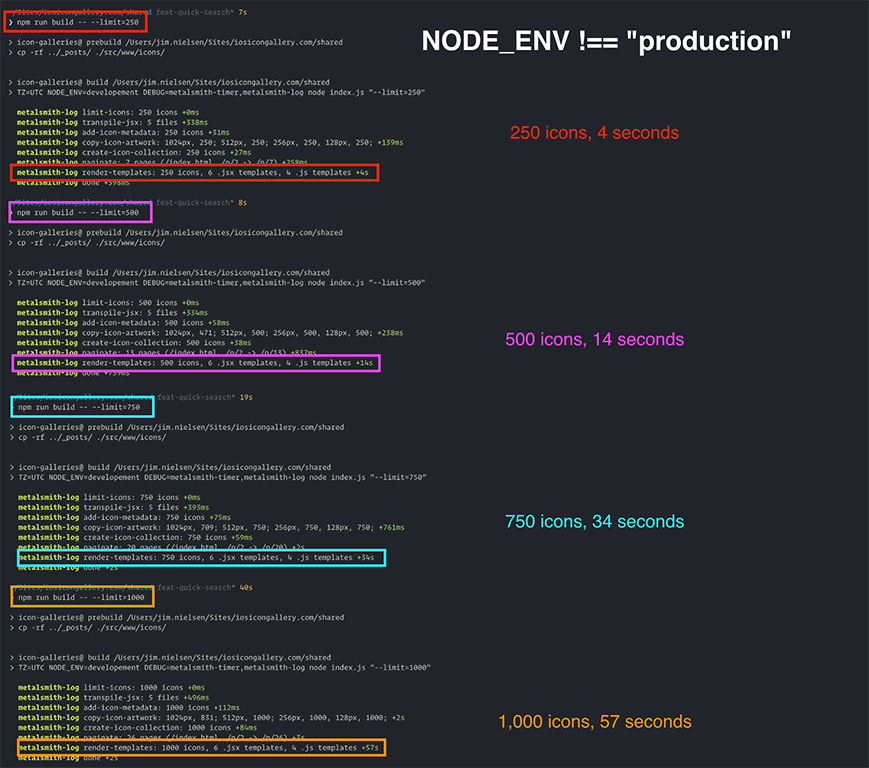 /Sites/iosicongallery.com/shared feat-quick-search* 7s
❯ npm run build -- --limit=250
NODE_ENV !== "production"
> icon-galleries@ prebuild /Users/jim.nielsen/Sites/iosicongallery.com/shared
> cp -rf ../_posts/ ./src/www/icons/
> icon-galleries@ build /Users/jim.nielsen/Sites/iosicongallery.com/shared
> TZ=UTC NODE_ENV=developement DEBUG=metalsmith-timer,metalsmith-log node index.js "--limit=250"
metalsmith-log limit-icons: 250 icons +0ms
metalsmith-log transpile-jsx: 5 files +338ms
metalsmith-log add-icon-metadata: 250 icons +31ms
250 icons, 4 seconds
metalsmith-log copy-icon-artwork: 1024px, 250; 512px, 250; 256px, 250, 128px, 250; +139ms
metalsmith-log create-icon-collection: 250 icons +27ms
metalsmith-log paginate: 7 pages (/index.html, /p/2 -> /p/7) +258ms
metalsmith-log render-templates: 250 icons, 6 .jsx templates, 4 .js templates +4s
metalsmith-log done +398ms
/Sites/iosicongallery.com/shared feat-quick-search* 8s
npm run build -- --limit=500
> icon-galleries@ prebuild /Users/jim.nielsen/Sites/iosicongallery.com/shared
> cp -rf ../_posts/ ./src/www/icons/
> icon-galleries@ build /Users/jim.nielsen/Sites/iosicongallery.com/shared
> TZ=UTC NODE_ENV=developement DEBUG=metalsmith-timer,metalsmith-log node index.js "--limit=500"
metalsmith-log limit-icons: 500 icons +0ms
metalsmith-log transpile-jsx: 5 files +334ms
metalsmith-log add-icon-metadata: 500 icons +58ms
metalsmith-log copy-icon-artwork: 1024px, 471; 512px, 500; 256px, 500, 128px, 500; +238ms
500 icons, 14 seconds
metalsmith-log create-icon-collection: 500 icons +38ms
metalsmith-log paginate: 13 pages (/index.html, /p/2 -> /p/13) +837ms
metalsmith-log render-templates: 500 icons, 6 .jsx templates, 4 .js templates +14s
metalsmith-log done +759ms
/Sites/iosicongallery.com/shared feat-quick-search* 19s
npm run build -- --limit=750
> icon-galleries@ prebuild /Users/jim.nielsen/Sites/iosicongallery.com/shared
> cp -rf ../_posts/ ./src/www/icons/
> icon-galleries@ build /Users/jim.nielsen/Sites/iosicongallery.com/shared
> TZ=UTC NODE_ENV=developement DEBUG=metalsmith-timer,metalsmith-log node index.js "--limit=750"
metalsmith-log limit-icons: 750 icons +0ms
metalsmith-log transpile-jsx: 5 files +393ms
metalsmith-log add-icon-metadata: 750 icons +75ms
750 icons, 34 seconds
metalsmith-log copy-icon-artwork: 1024px, 709; 512px, 750; 256px, 750, 128px, 750; +761ms
metalsmith-log create-icon-collection: 750 icons +59ms
metalsmith-log paginate: 20 pages (/index.html, /p/2 -> /p/20) +2s
metalsmith-log render-templates: 750 icons, 6 .jsx templates, 4 .js templates +34s
metalsmith-log done +2s
/Sites/iosicongallery.com/shared feat-quick-search* 40s
npm run build -- --limit=1000
> icon-galleries@ prebuild /Users/jim.nielsen/Sites/iosicongallery.com/shared
> cp -rf ../_posts/ ./src/www/icons/
> icon-galleries@ build /Users/jim.nielsen/Sites/iosicongallery.com/shared
> TZ=UTC NODE_ENV=developement DEBUG=metalsmith-timer,metalsmith-log node index.js "--limit=1000"
metalsmith-log limit-icons: 1000 icons +0ms
metalsmith-log transpile-jsx: 5 files +496ms
metalsmith-log add-icon-metadata: 1000 icons +112ms
metalsmith-log copy-icon-artwork: 1024px, 831; 512px, 1000; 256px, 1000, 128px, 1000; +2s
1,000 icons, 57 seconds
metalsmith-log create-icon-collection: 1000 icons +84ms
metalsmith-log paginate: 26 pages (/index.html, /p/2 -> /p/26) +3s
metalsmith-log render-templates: 1000 icons, 6 .jsx templates, 4 .js templates +57s
metalsmith-log done +2s